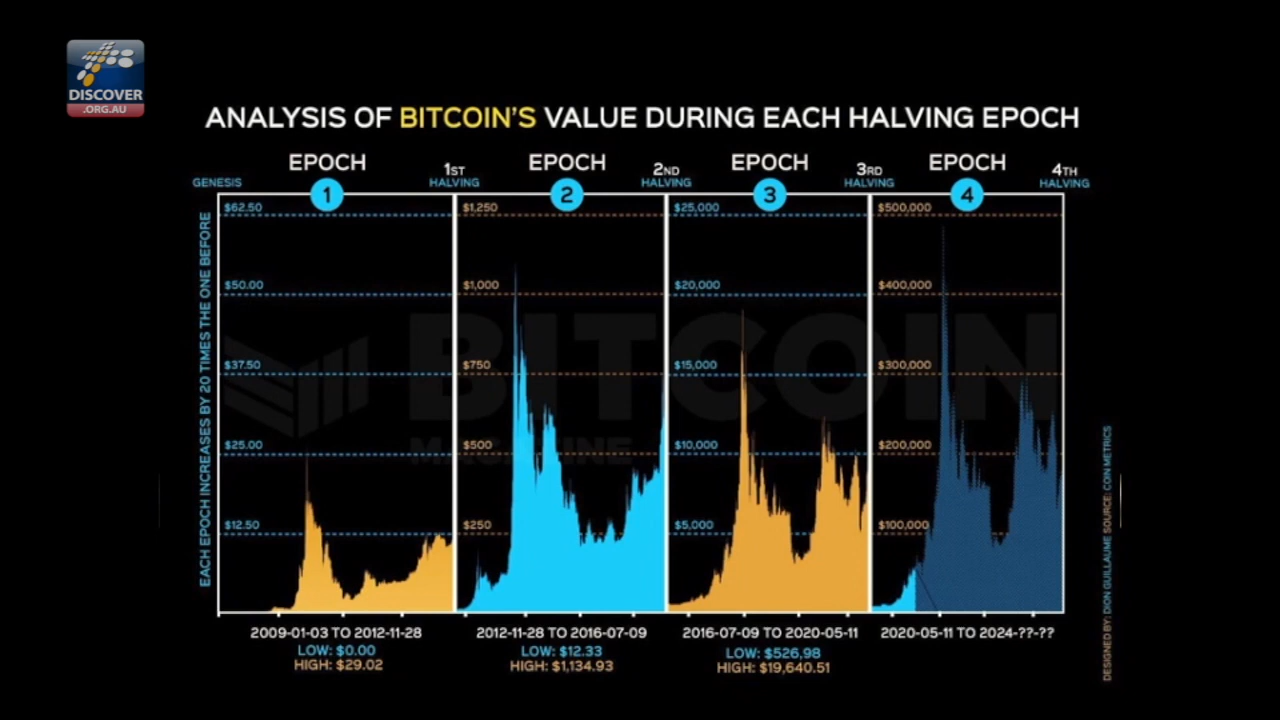 DISCOVER
.ORG.AU
ANALYSIS OF BITCOIN'S VALUE DURING EACH HALVING EPOCH
GENESIS
EPOCH
1
1ST
HALVING
EPOCH
2
2ND
HALVING
EPOCH
3
3RD
HALVING
EPOCH
4
4TH
HALVING
EACH EPOCH INCREASES BY 20 TIMES THE ONE BEFORE
$62.50
$50.00
$37.50
$25.00
$12.50
$1,250
$1,000
$750
$500
$250
$25,000
$20,000
$15,000
$10,000
$5,000
$500,000
$400,000
$300,000
$200,000
$100,000
BITCOIN
MAGAZINE
2009-01-03 TO 2012-11-28
LOW: $0.00
HIGH: $29.02
2012-11-28 TO 2016-07-09
LOW: $12.33
HIGH: $1,134.93
2016-07-09 TO 2020-05-11
LOW: $526,98
HIGH: $19,640.51
2020-05-11 TO 2024-??-??
DESIGNED BY: DION GUILLAUME SOURCE: COIN METRICS